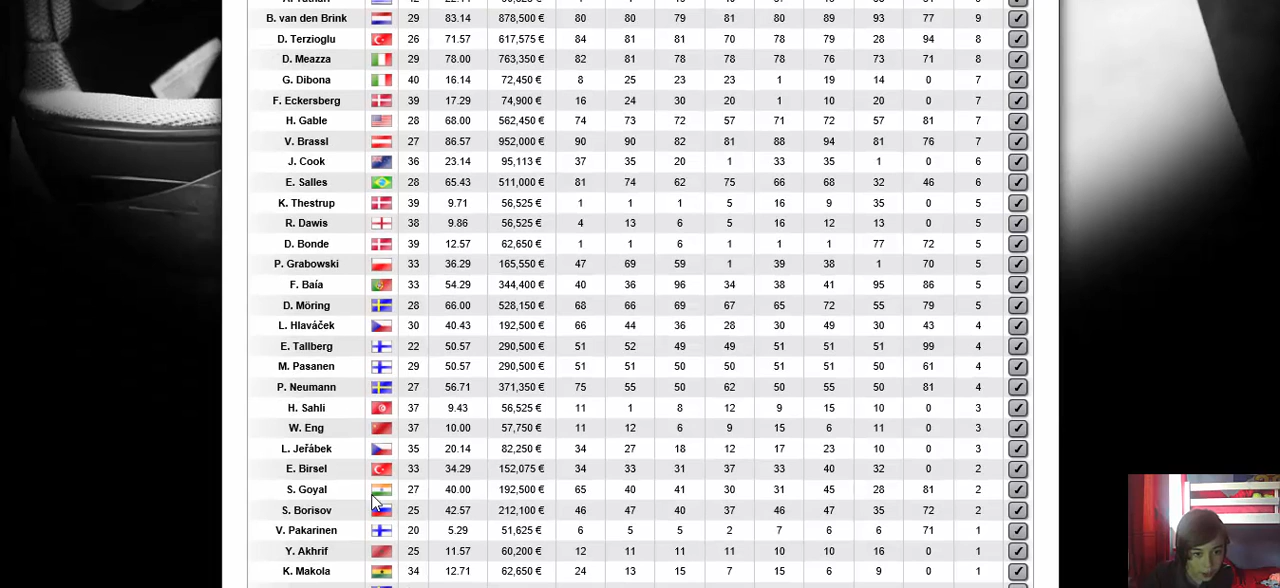 B. van den Brink 29 83.14 878,500 € 80 80 79 81 80 89 93 77 9
D. Terzioglu 26 71.57 617,575 € 84 81 81 70 78 79 28 94 8
D. Meazza 29 78.00 763,350 € 82 81 78 78 78 76 73 71 8
G. Dibona 40 16.14 72,450 € 8 25 23 23 1 19 14 0 7
F. Eckersberg 39 17.29 74,900 € 16 24 30 20 1 10 20 0 7
H. Gable 28 68.00 562,450 € 74 73 72 57 71 72 57 81 7
V. Brassl 27 86.57 952,000 € 90 90 82 81 88 94 81 76 7
J. Cook 36 23.14 95,113 € 37 35 20 1 33 35 1 0 6
E. Salles 28 65.43 511,000 € 81 74 62 75 66 68 32 46 6
K. Thestrup 39 9.71 56,525 € 1 1 1 5 16 9 35 0 5
R. Dawis 38 9.86 56,525 € 4 13 6 5 16 12 13 0 5
D. Bonde 39 12.57 62,650 € 1 1 6 1 1 1 77 72 5
P. Grabowski 33 36.29 165,550 € 47 69 59 1 39 38 1 70 5
F. Baía 33 54.29 344,400 € 40 36 96 34 38 41 95 86 5
D. Möring 28 66.00 528,150 € 68 66 69 67 65 72 55 79 5
L. Hlaváček 30 40.43 192,500 € 66 44 36 28 30 49 30 43 4
E. Tallberg 22 50.57 290,500 € 51 52 49 49 51 51 51 99 4
M. Pasanen 29 50.57 290,500 € 51 51 50 50 51 51 50 61 4
P. Neumann 27 56.71 371,350 € 75 55 50 62 50 55 50 81 4
H. Sahli 37 9.43 56,525 € 11 1 8 12 9 15 10 0 3
W. Eng 37 10.00 57,750 € 11 12 6 9 15 6 11 0 3
L. Jeřábek 35 20.14 82,250 € 34 27 18 12 17 23 10 0 3
E. Birsel 33 34.29 152,075 € 34 33 31 37 33 40 32 0 2
S. Goyal 27 40.00 192,500 € 65 40 41 30 31 45 28 81 2
S. Borisov 25 42.57 212,100 € 46 47 40 37 46 47 35 72 2
V. Pakarinen 20 5.29 51,625 € 6 5 5 2 7 6 6 71 1
Y. Akhrif 25 11.57 60,200 € 12 11 11 11 10 10 16 0 1
K. Makola 34 12.71 62,650 € 24 13 15 7 15 6 9 0 1